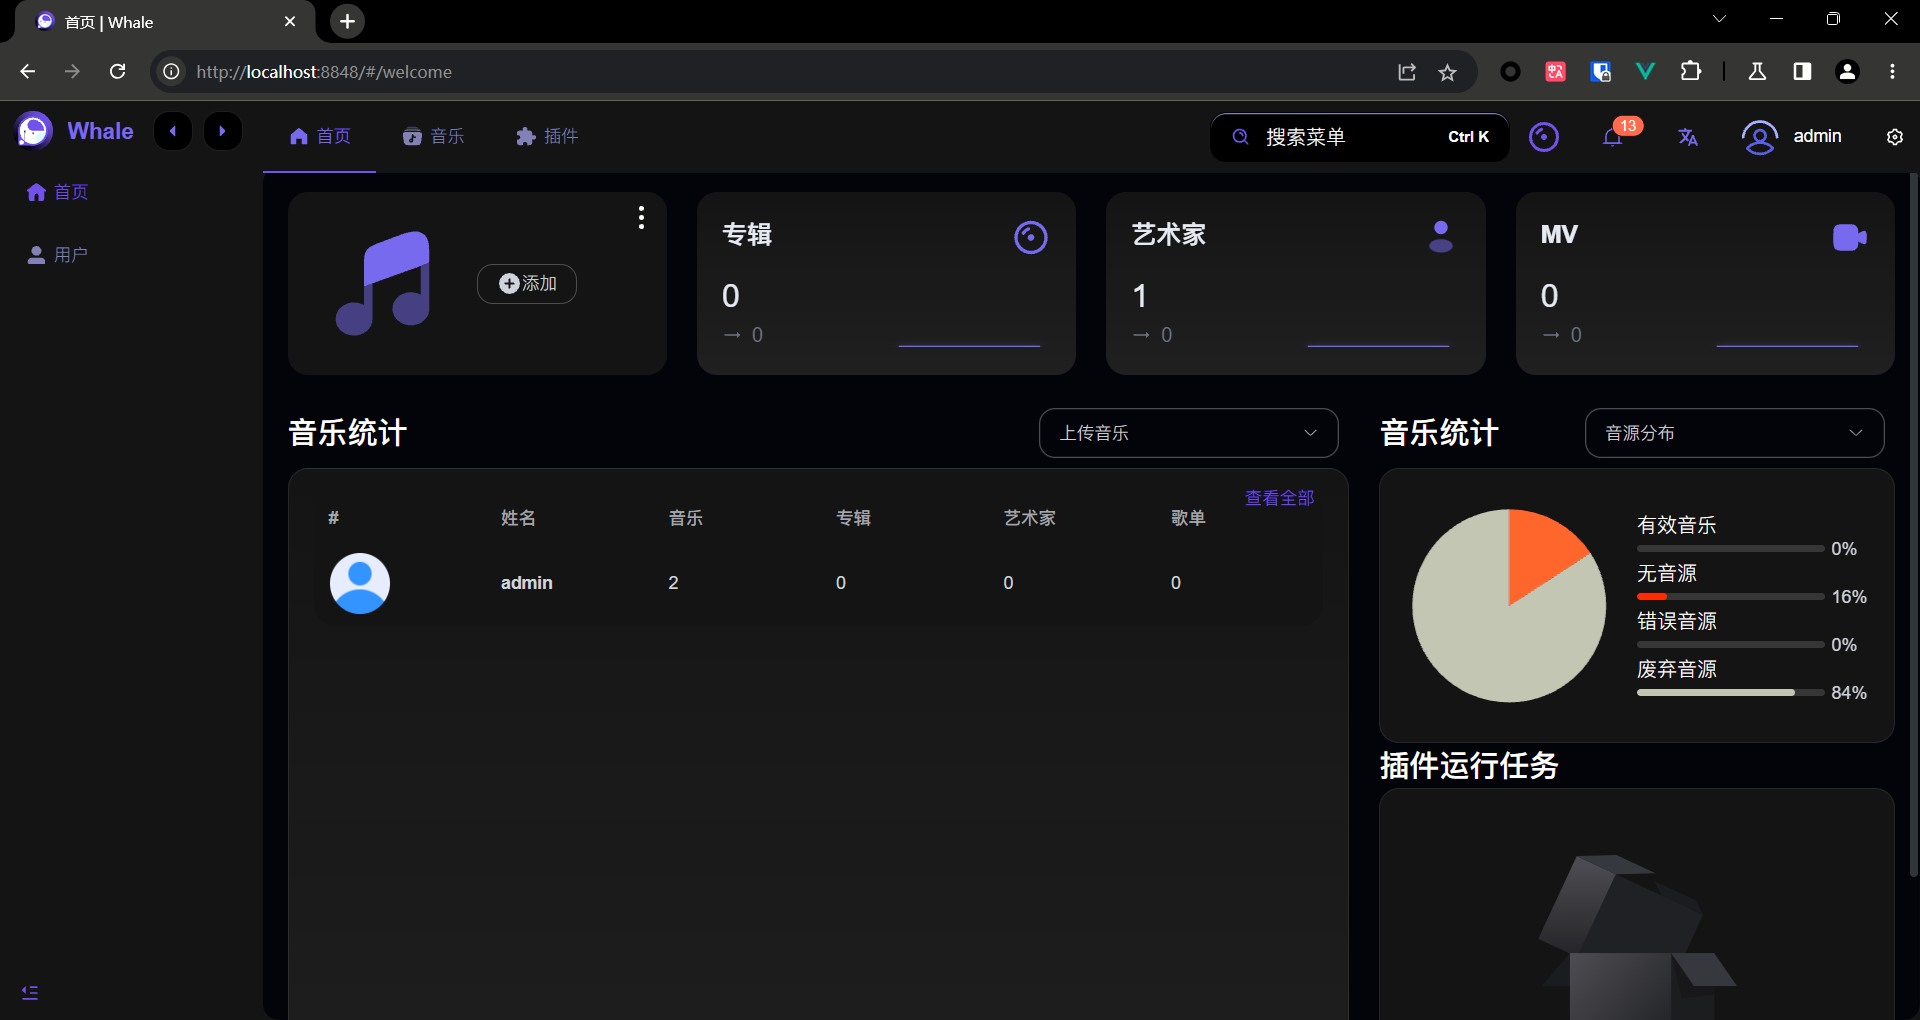 首页 | Whale
http://localhost:8848/#/welcome
Whale
首页
音乐
插件
搜索菜单
Ctrl K
13
admin
首页
用户
添加
专辑
0
→ 0
艺术家
1
→ 0
MV
0
→ 0
音乐统计
上传音乐
查看全部
# 姓名 音乐 专辑 艺术家 歌单
admin 2 0 0 0
音乐统计
音源分布
有效音乐
0%
无音源
16%
错误音源
0%
废弃音源
84%
插件运行任务